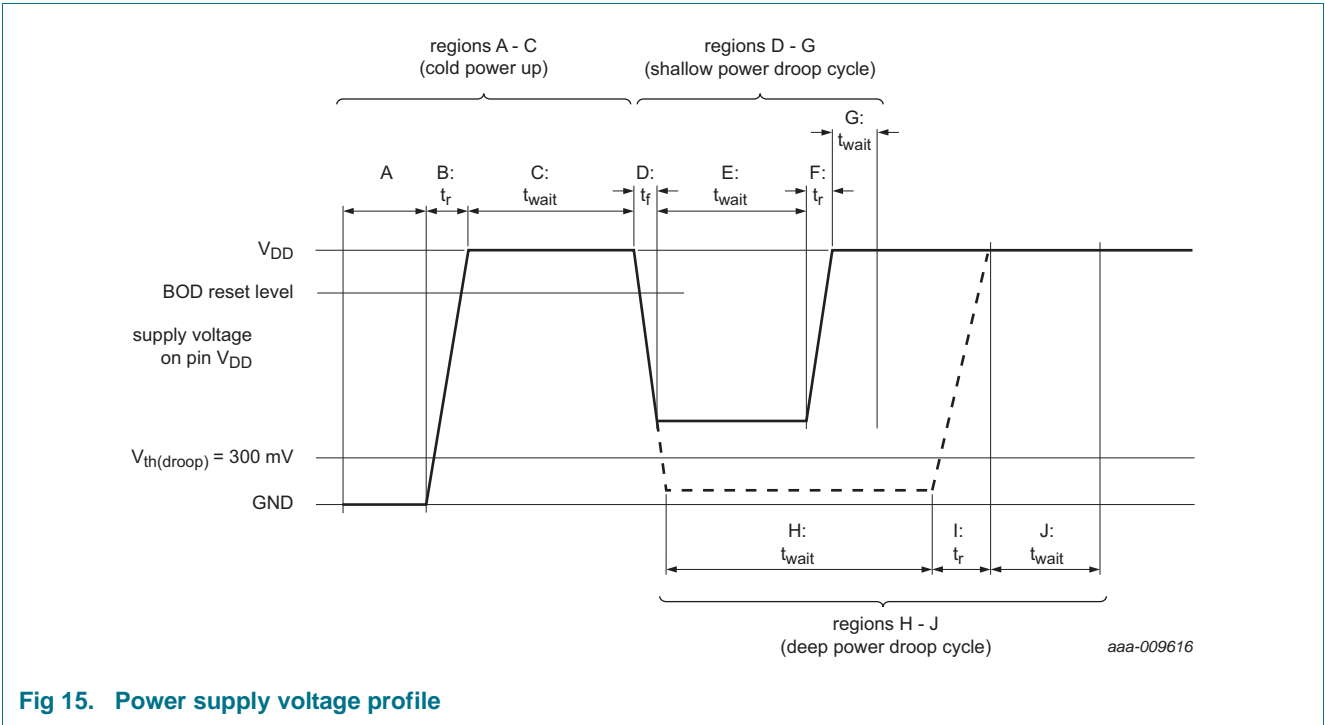 regions A - C
(cold power up)
regions D - G
(shallow power droop cycle)
G:
twait
A
B:
tr
C:
twait
D:
tf
E:
twait
F:
tr
VDD
BOD reset level
supply voltage
on pin VDD
Vth(droop) = 300 mV
GND
H:
twait
I:
tr
J:
twait
regions H - J
(deep power droop cycle)
aaa-009616
Fig 15. Power supply voltage profile